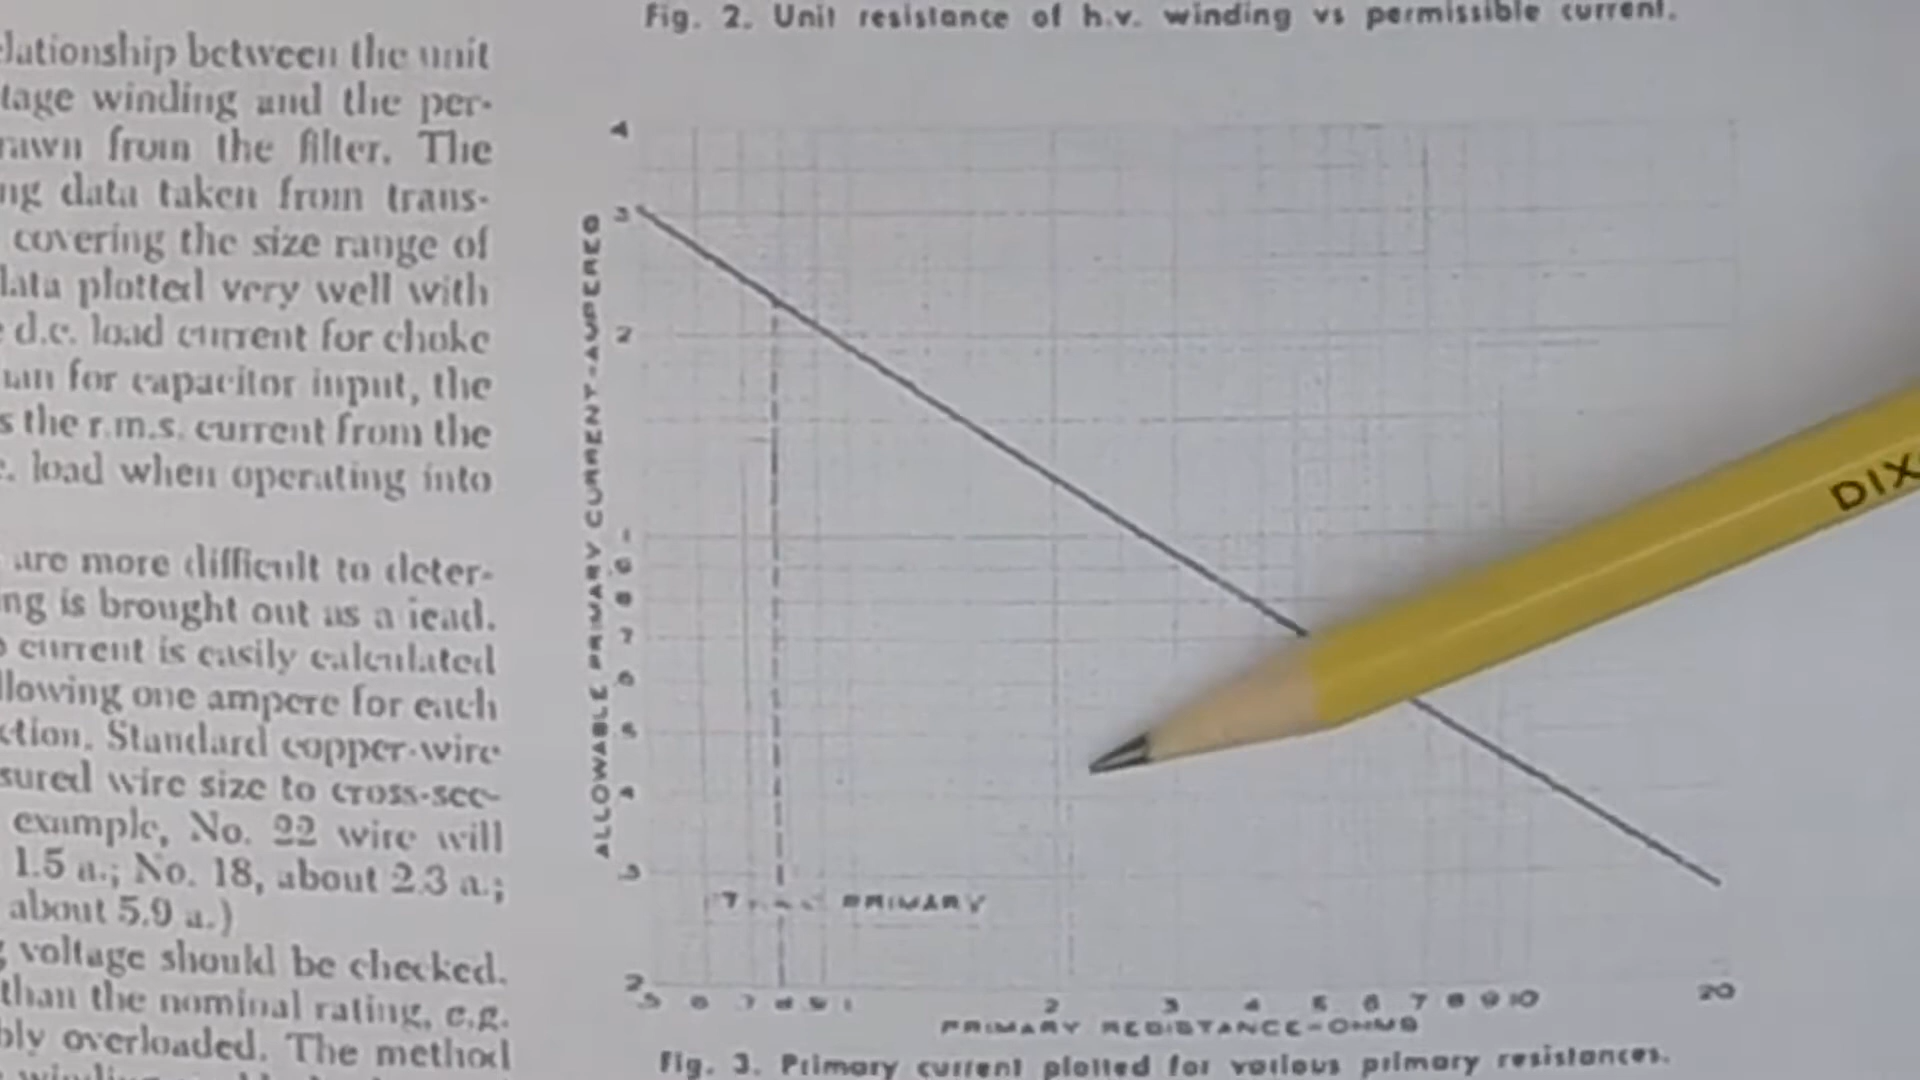 Fig. 2. Unit resistance of h.v. winding vs permissible current.
lationship between the unit
tage winding and the per-
rawn from the filter. The
ng data taken from trans-
covering the size range of
data plotted very well with
d.c. load current for choke
an for capacitor input, the
s the r.m.s. current from the
. load when operating into
are more difficult to deter-
ng is brought out as a lead.
current is easily calculated
llowing one ampere for each
ction. Standard copper-wire
sured wire size to cross-sec-
example, No. 22 wire will
1.5 a.; No. 18, about 2.3 a.;
about 5.9 a.)
voltage should be checked.
than the nominal rating, e.g.
bly overloaded. The method
ALLOWABLE PRIMARY CURRENT-AMPERES
4
3
2
1
.9
.8
.7
.6
.5
.4
.3
.2
PRIMARY
.5 6 7 8 9 1 2 3 4 5 6 7 8 9 10 20
PRIMARY RESISTANCE-OHMS
Fig. 3. Primary current plotted for various primary resistances.
DIX